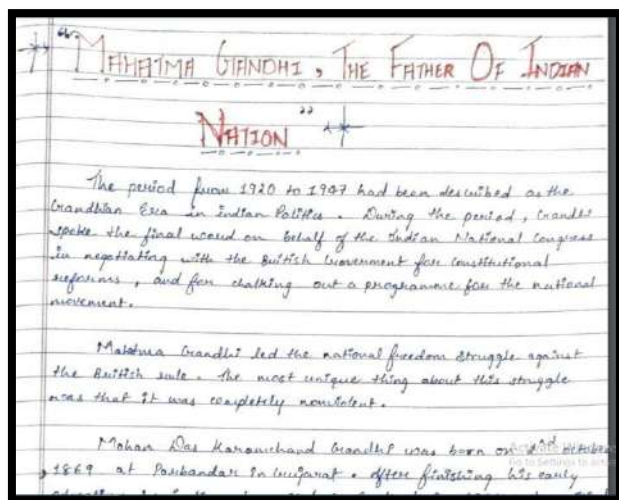 "MAHATMA GANDHI, THE FATHER OF INDIAN
NATION"
The period from 1920 to 1947 had been described as the
Gandhian Era in Indian Politics. During the period, Gandhi
spoke the final word on behalf of the Indian National Congress
in negotiating with the British Government for constitutional
reforms, and for chalking out a programme for the national
movement.
Mahatma Gandhi led the national freedom struggle against
the British rule. The most unique thing about this struggle
was that it was completely nonviolent.
Mohan Das Karamchand Gandhi was born on 2nd October
1869 at Porbandar in Gujarat. After finishing his early
Go to Settings to